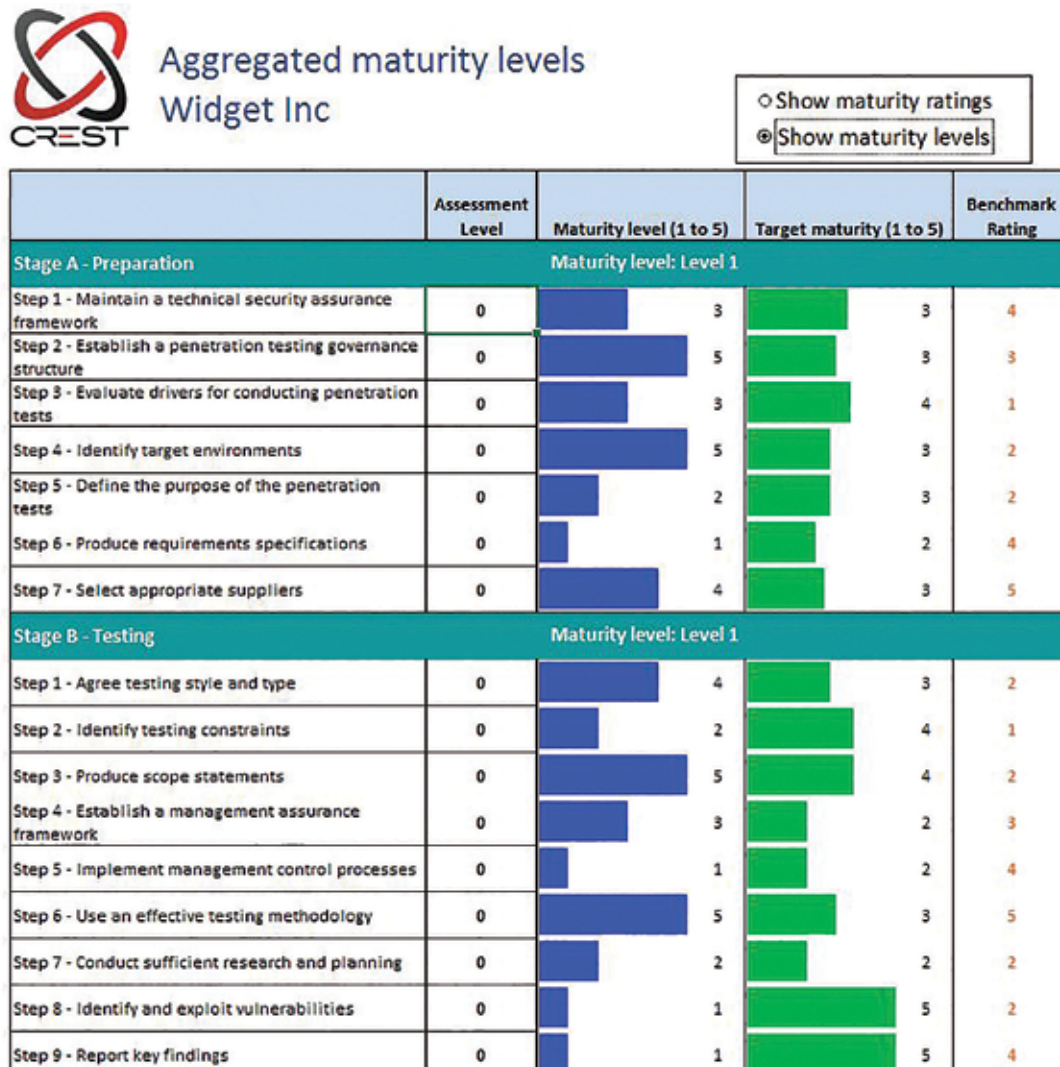 CREST
Aggregated maturity levels
Widget Inc
Show maturity ratings
Show maturity levels
Assessment Level Maturity level (1 to 5) Target maturity (1 to 5) Benchmark Rating
Stage A - Preparation Maturity level: Level 1
Step 1 - Maintain a technical security assurance
framework 0 3 3 4
Step 2 - Establish a penetration testing governance
structure 0 5 3 3
Step 3 - Evaluate drivers for conducting penetration
tests 0 3 4 1
Step 4 - Identify target environments 0 5 3 2
Step 5 - Define the purpose of the penetration
tests 0 2 3 2
Step 6 - Produce requirements specifications 0 1 2 4
Step 7 - Select appropriate suppliers 0 4 3 5
Stage B - Testing Maturity level: Level 1
Step 1 - Agree testing style and type 0 4 3 2
Step 2 - Identify testing constraints 0 2 4 1
Step 3 - Produce scope statements 0 5 4 2
Step 4 - Establish a management assurance
framework 0 3 2 3
Step 5 - Implement management control processes 0 1 2 4
Step 6 - Use an effective testing methodology 0 5 3 5
Step 7 - Conduct sufficient research and planning 0 2 2 2
Step 8 - Identify and exploit vulnerabilities 0 1 5 2
Step 9 - Report key findings 0 1 5 4